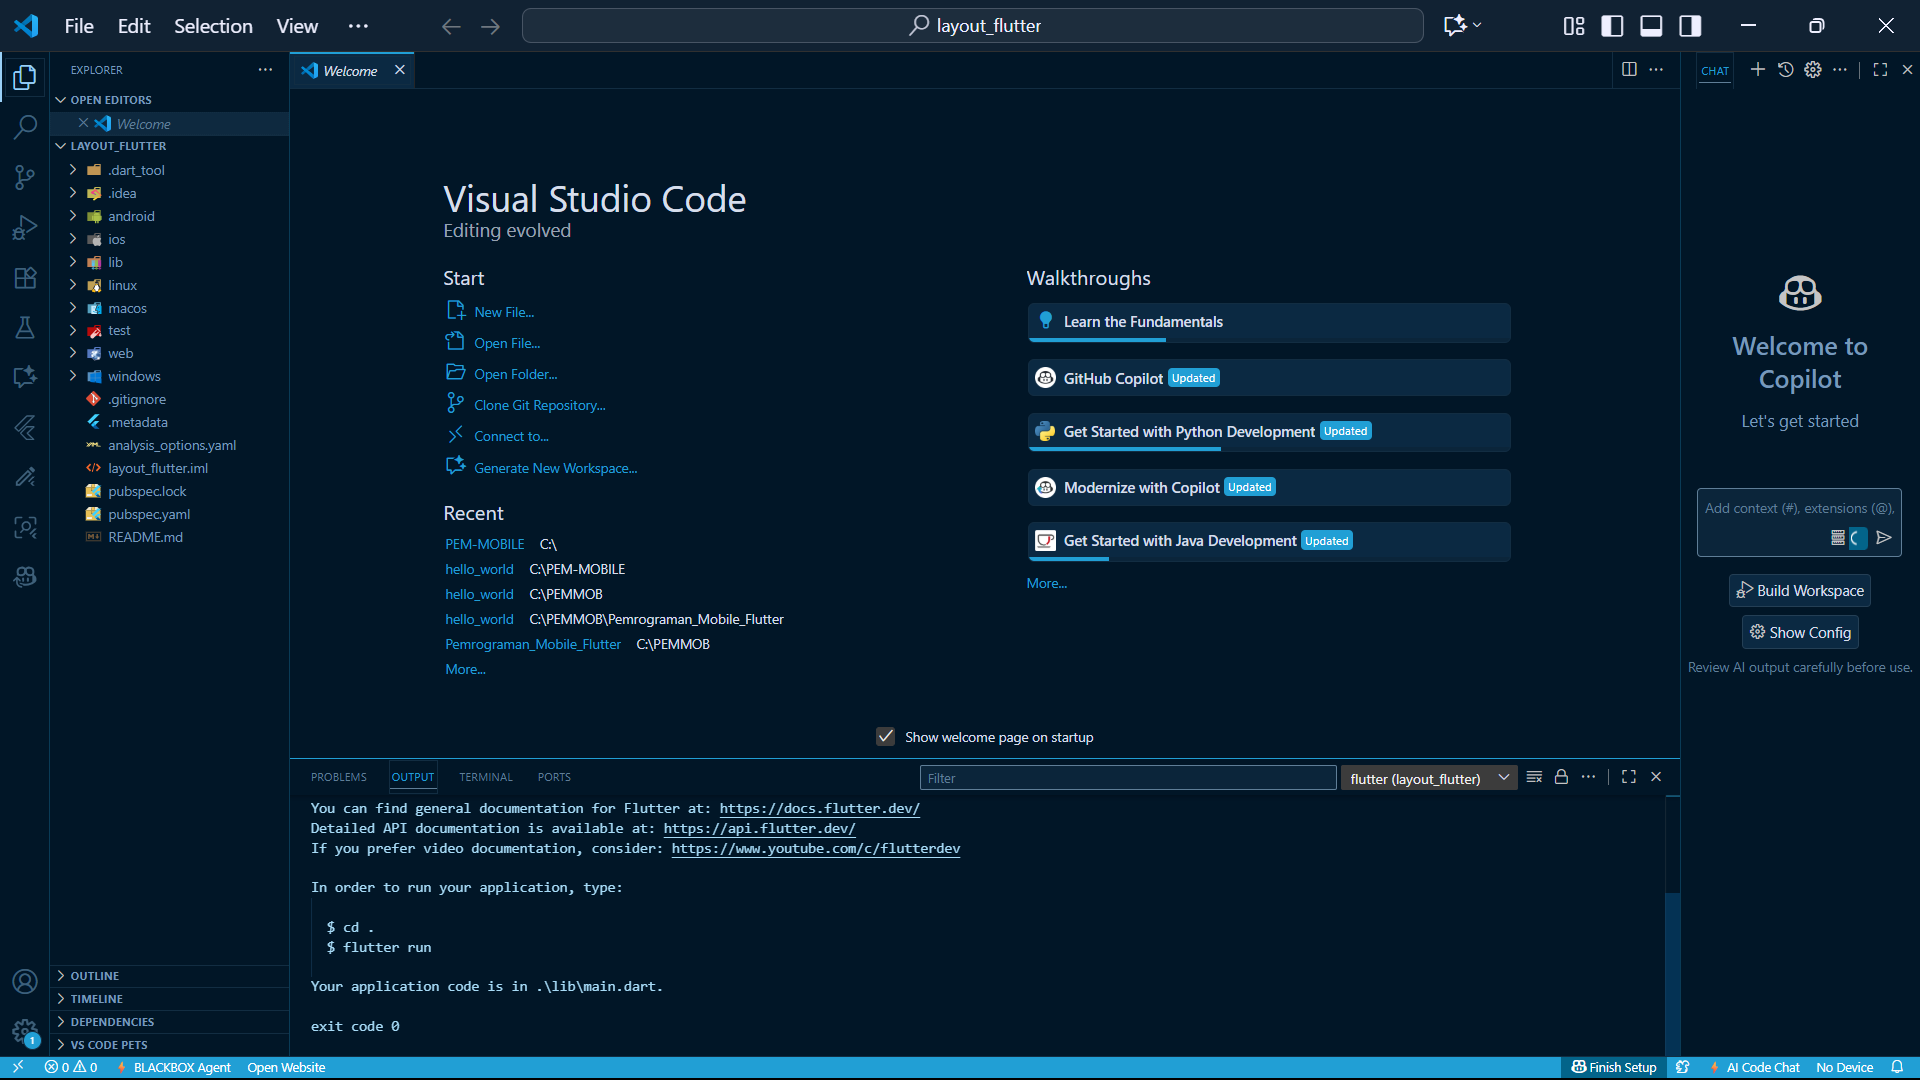 File Edit Selection View ···
layout_flutter
EXPLORER
OPEN EDITORS
Welcome
LAYOUT_FLUTTER
.dart_tool
.idea
android
ios
lib
linux
macos
test
web
windows
.gitignore
.metadata
analysis_options.yaml
layout_flutter.iml
pubspec.lock
pubspec.yaml
README.md
OUTLINE
TIMELINE
DEPENDENCIES
VS CODE PETS
Welcome
Visual Studio Code
Editing evolved
Start
New File...
Open File...
Open Folder...
Clone Git Repository...
Connect to...
Generate New Workspace...
Recent
PEM-MOBILE C:\
hello_world C:\PEM-MOBILE
hello_world C:\PEMMOB
hello_world C:\PEMMOB\Pemrograman_Mobile_Flutter
Pemrograman_Mobile_Flutter C:\PEMMOB
More...
Walkthroughs
Learn the Fundamentals
GitHub Copilot Updated
Get Started with Python Development Updated
Modernize with Copilot Updated
Get Started with Java Development Updated
More...
Show welcome page on startup
PROBLEMS OUTPUT TERMINAL PORTS
Filter
flutter (layout_flutter)
You can find general documentation for Flutter at: https://docs.flutter.dev/
Detailed API documentation is available at: https://api.flutter.dev/
If you prefer video documentation, consider: https://www.youtube.com/c/flutterdev
In order to run your application, type:
$ cd .
$ flutter run
Your application code is in .\lib\main.dart.
exit code 0
CHAT
Welcome to
Copilot
Let's get started
Add context (#), extensions (@),
Build Workspace
Show Config
Review AI output carefully before use.
1
0 0 BLACKBOX Agent Open Website
Finish Setup AI Code Chat No Device